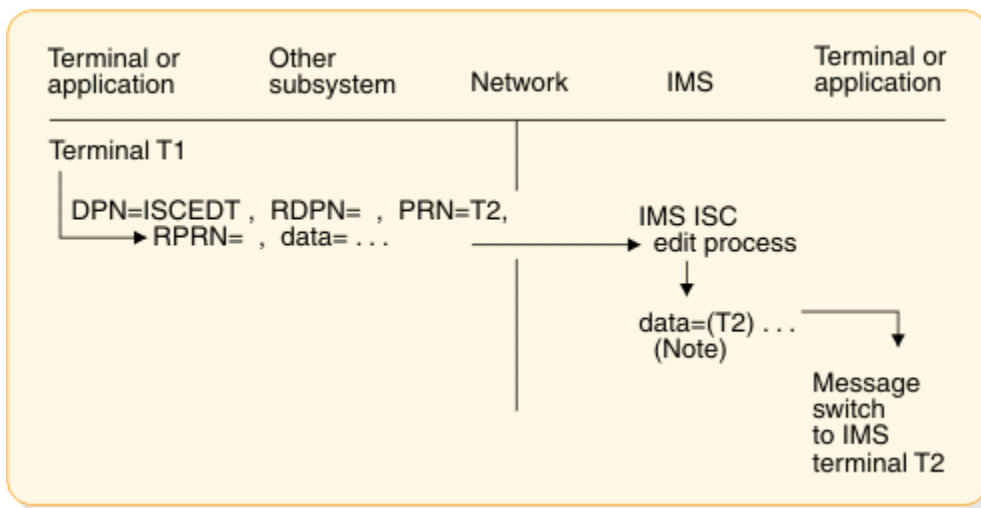 Terminal or
application
Other
subsystem
Network
IMS
Terminal or
application
Terminal T1
DPN=ISCEDT , RDPN= , PRN=T2,
RPRN= , data= . . .
IMS ISC
edit process
data=(T2) . . .
(Note)
Message
switch
to IMS
terminal T2